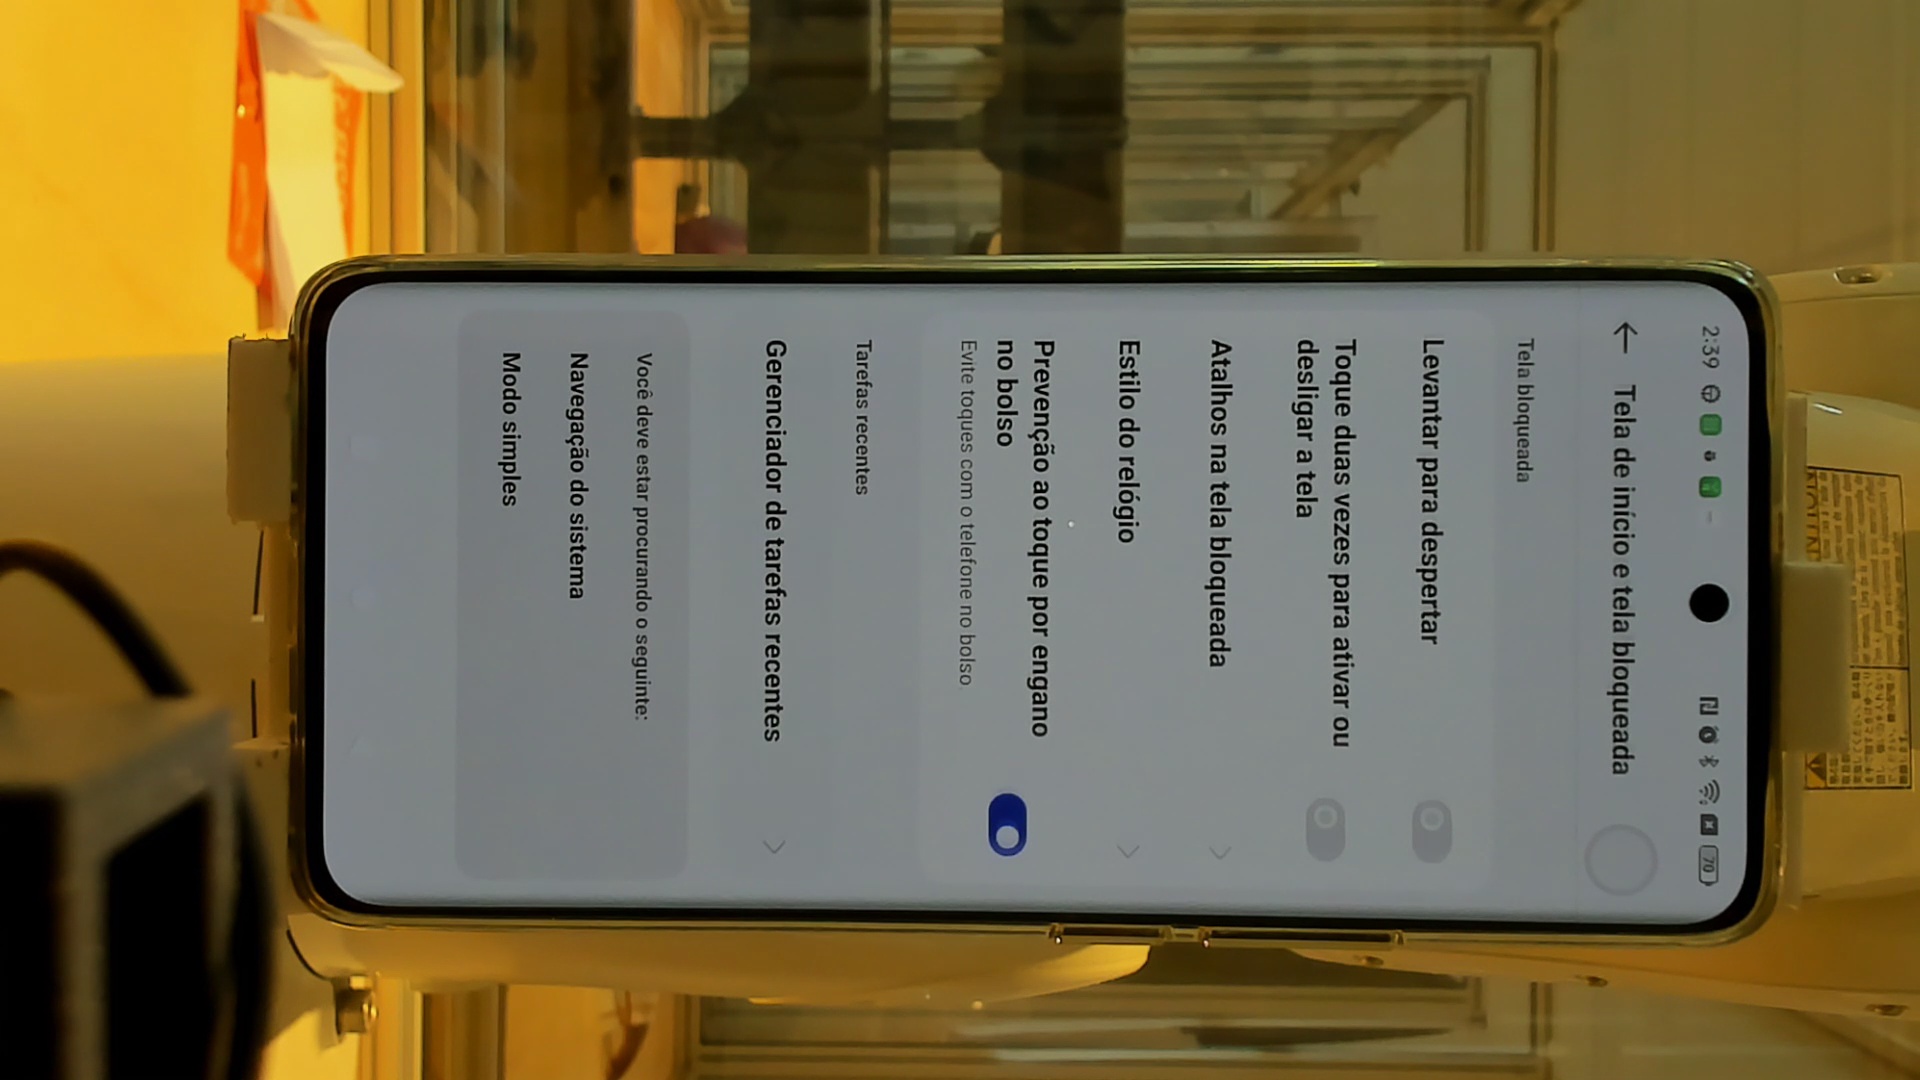 2:39
70
Tela de início e tela bloqueada
Tela bloqueada
Levantar para despertar
Toque duas vezes para ativar ou
desligar a tela
Atalhos na tela bloqueada
Estilo do relógio
Prevenção ao toque por engano
no bolso
Evite toques com o telefone no bolso.
Tarefas recentes
Gerenciador de tarefas recentes
Você deve estar procurando o seguinte:
Navegação do sistema
Modo simples